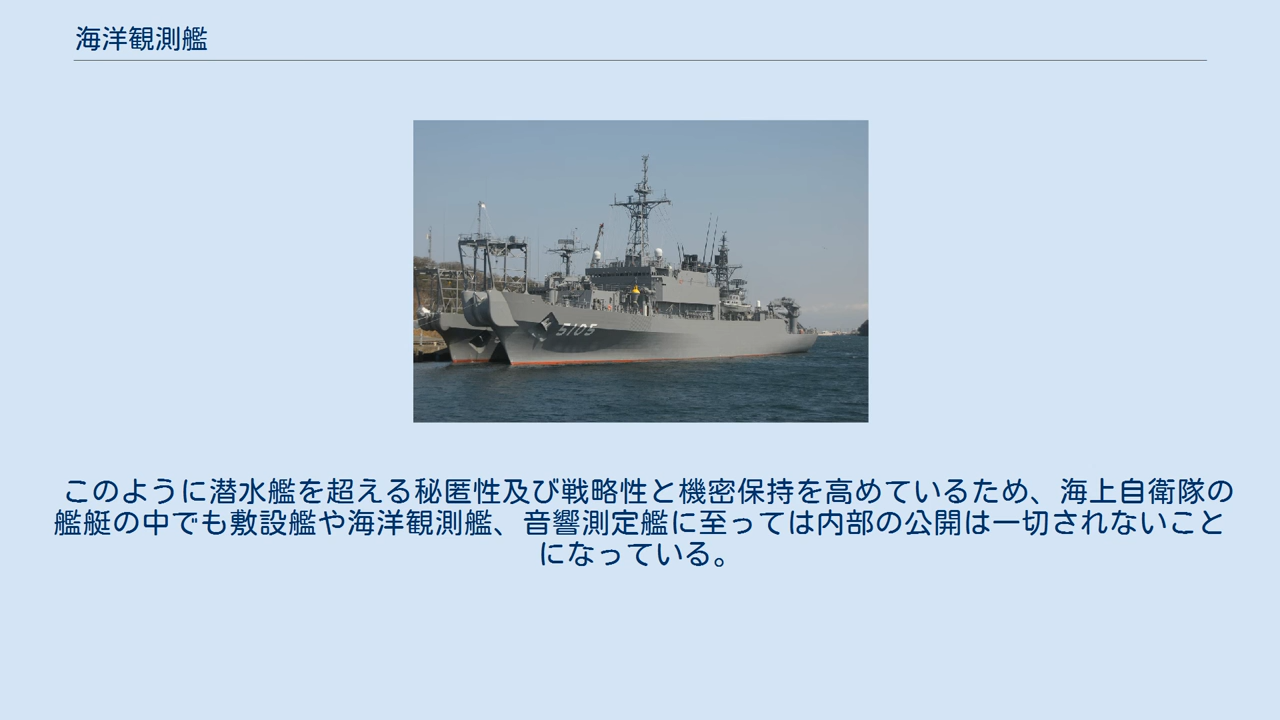 海洋観測艦
5105
このように潜水艦を超える秘匿性及び戦略性と機密保持を高めているため、海上自衛隊の
艦艇の中でも敷設艦や海洋観測艦、音響測定艦に至っては内部の公開は一切されないこと
になっている。